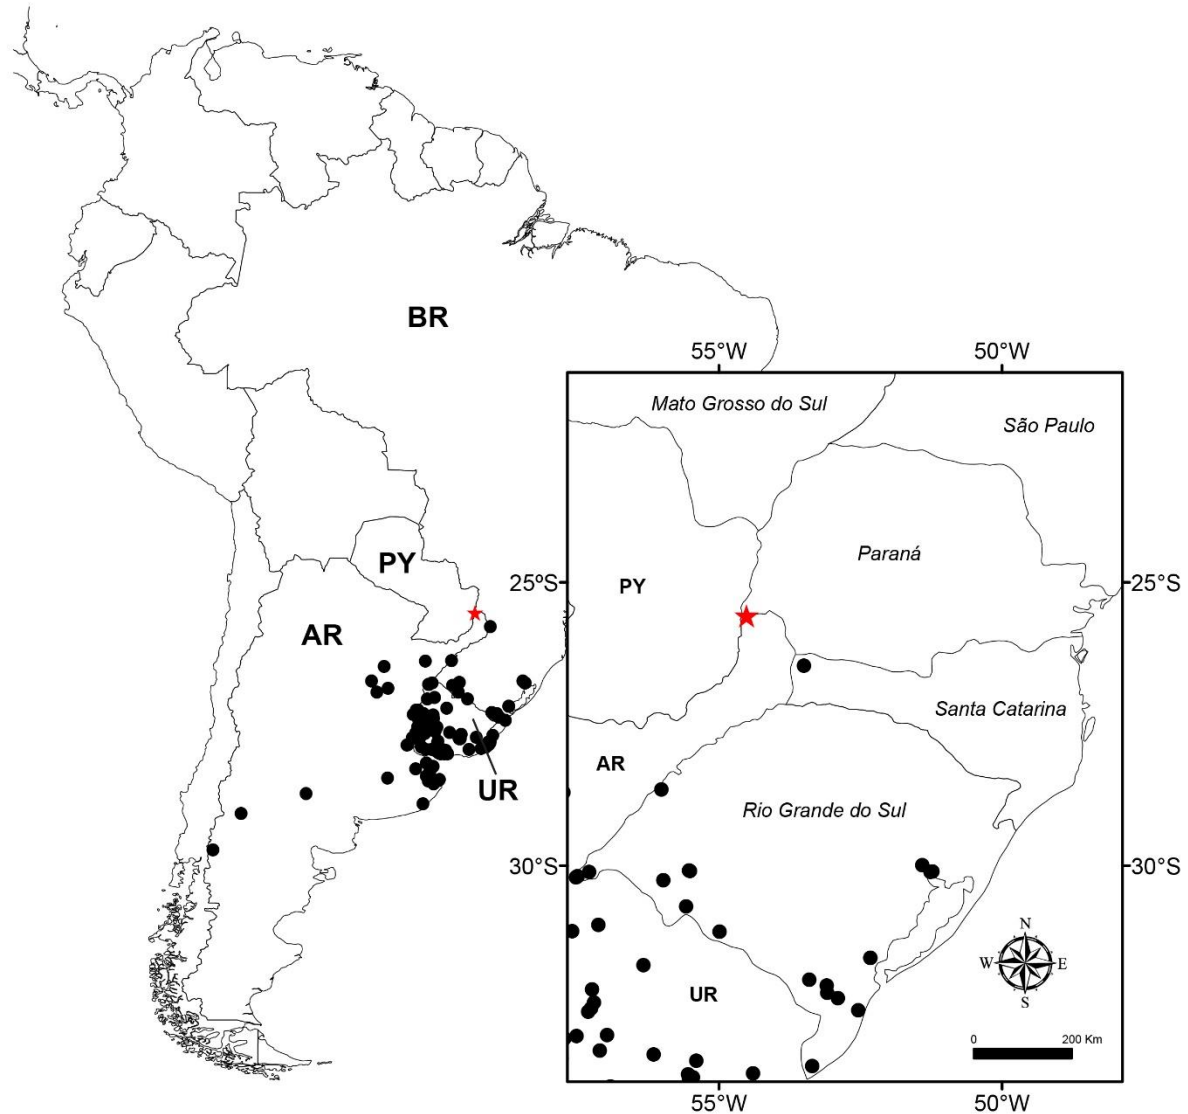 BR
55°W 50°W
Mato Grosso do Sul
São Paulo
PY
Paraná
25°S
PY
25°S
AR
Santa Catarina
AR
UR
Rio Grande do Sul
30°S
30°S
N
W E
S
UR
0 200 Km
55°W 50°W